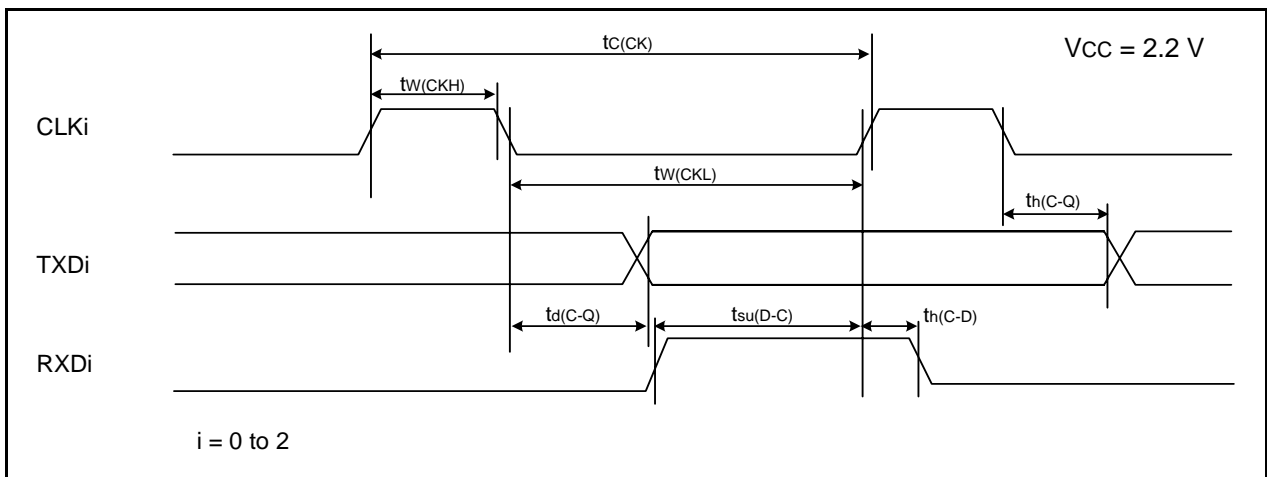 tC(CK)
VCC = 2.2 V
tW(CKH)
CLKi
tW(CKL)
th(C-Q)
TXDi
td(C-Q)
tsu(D-C)
th(C-D)
RXDi
i = 0 to 2